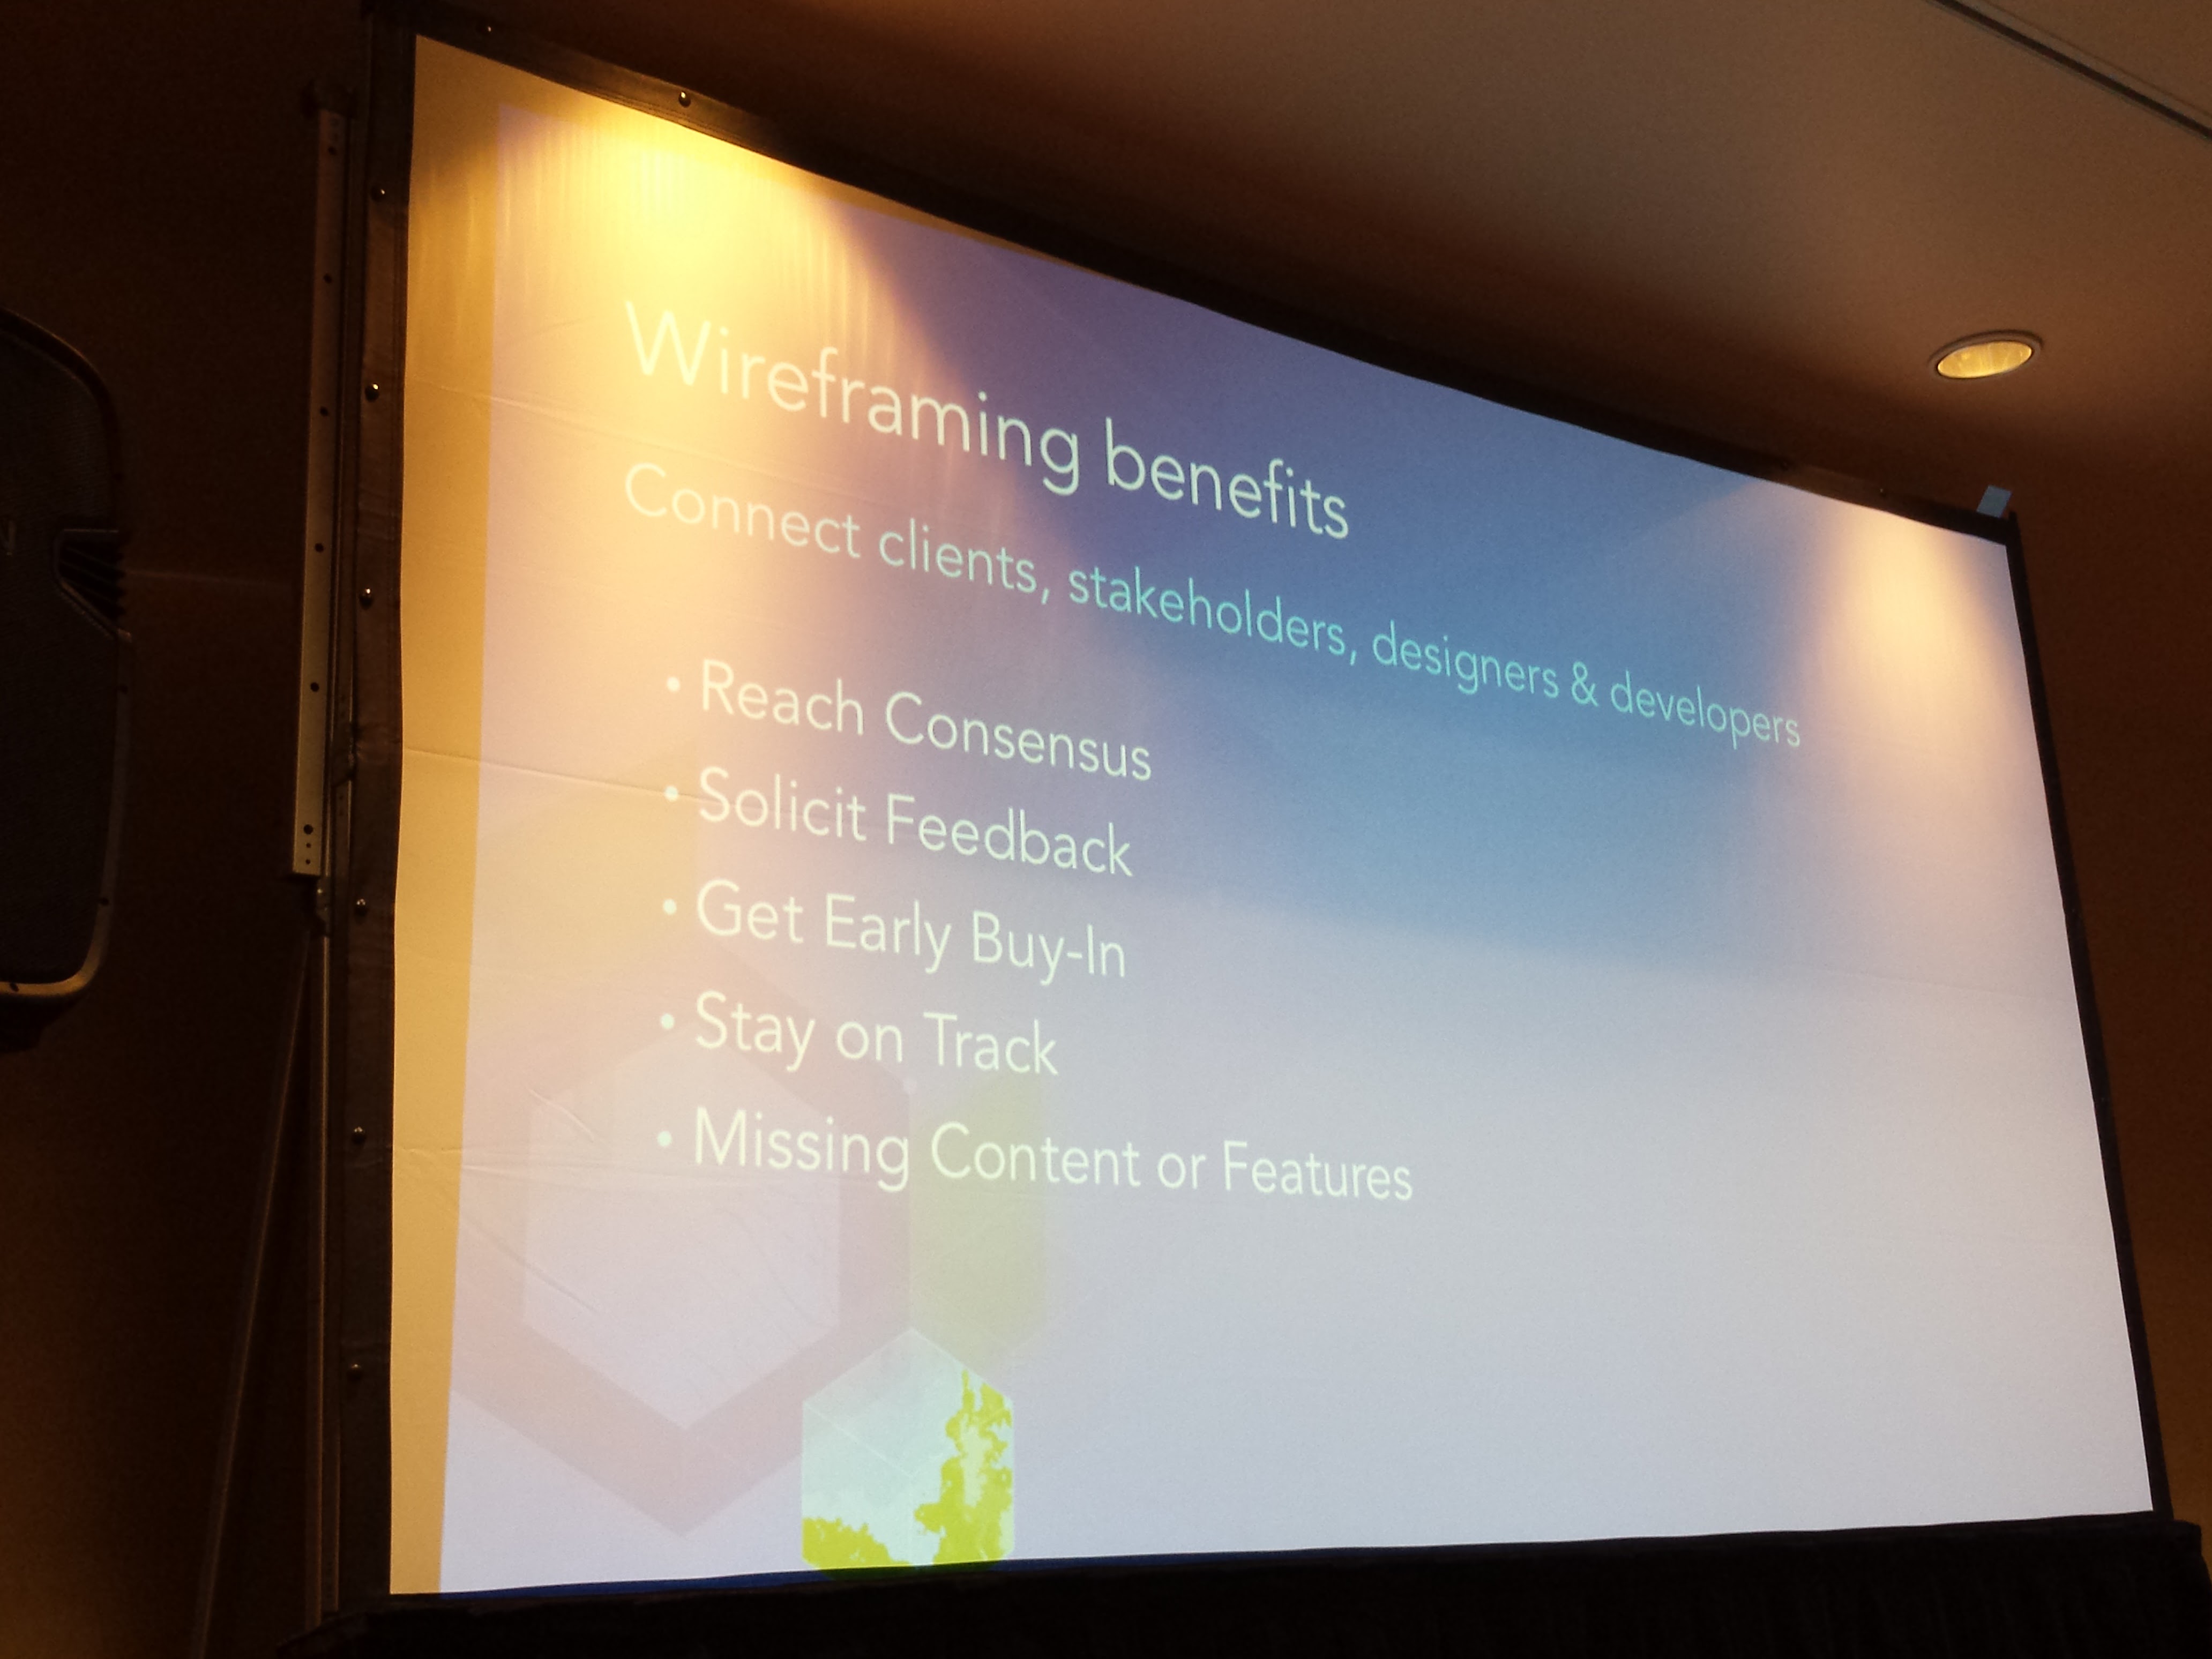 Wireframing benefits
Connect clients, stakeholders, designers & developers
• Reach Consensus
• Solicit Feedback
• Get Early Buy-In
• Stay on Track
• Missing Content or Features